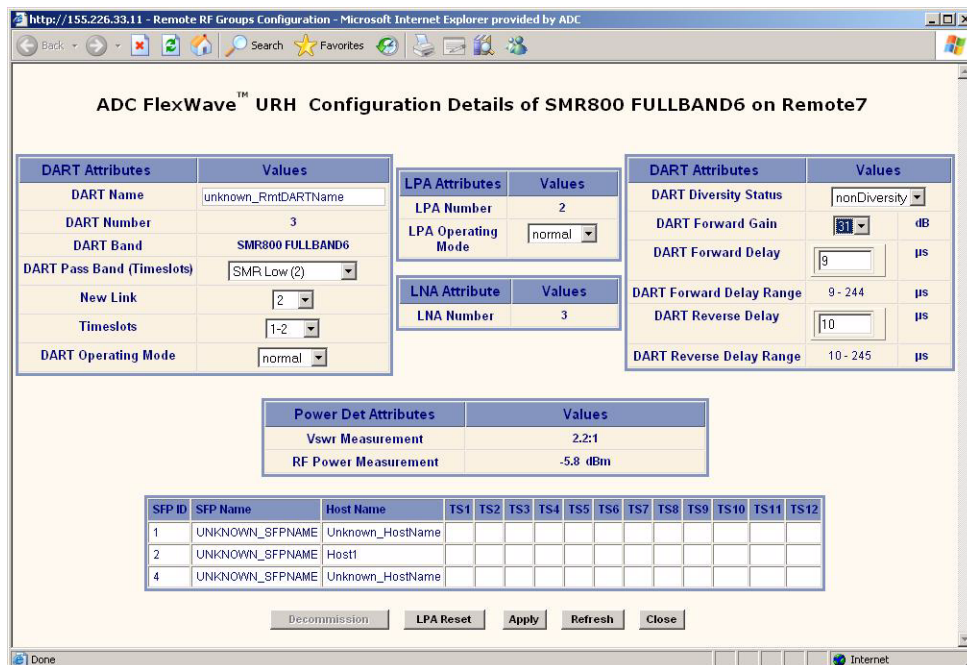 http://155.226.33.11 - Remote RF Groups Configuration - Microsoft Internet Explorer provided by ADC
Back Search Favorites
ADC FlexWave™ URH Configuration Details of SMR800 FULLBAND6 on Remote7
DART Attributes Values
DART Name unknown_RmtDARTName
DART Number 3
DART Band SMR800 FULLBAND6
DART Pass Band (Timeslots) SMR Low (2)
New Link 2
Timeslots 1-2
DART Operating Mode normal
LPA Attributes Values
LPA Number 2
LPA Operating Mode normal
LNA Attribute Values
LNA Number 3
DART Attributes Values
DART Diversity Status nonDiversity
DART Forward Gain 31 dB
DART Forward Delay 9 µs
DART Forward Delay Range 9 - 244 µs
DART Reverse Delay 10 µs
DART Reverse Delay Range 10 - 245 µs
Power Det Attributes Values
Vswr Measurement 2.2:1
RF Power Measurement -5.8 dBm
SFP ID SFP Name Host Name TS1 TS2 TS3 TS4 TS5 TS6 TS7 TS8 TS9 TS10 TS11 TS12
1 UNKNOWN_SFPNAME Unknown_HostName
2 UNKNOWN_SFPNAME Host1
4 UNKNOWN_SFPNAME Unknown_HostName
Decommission LPA Reset Apply Refresh Close
Done Internet